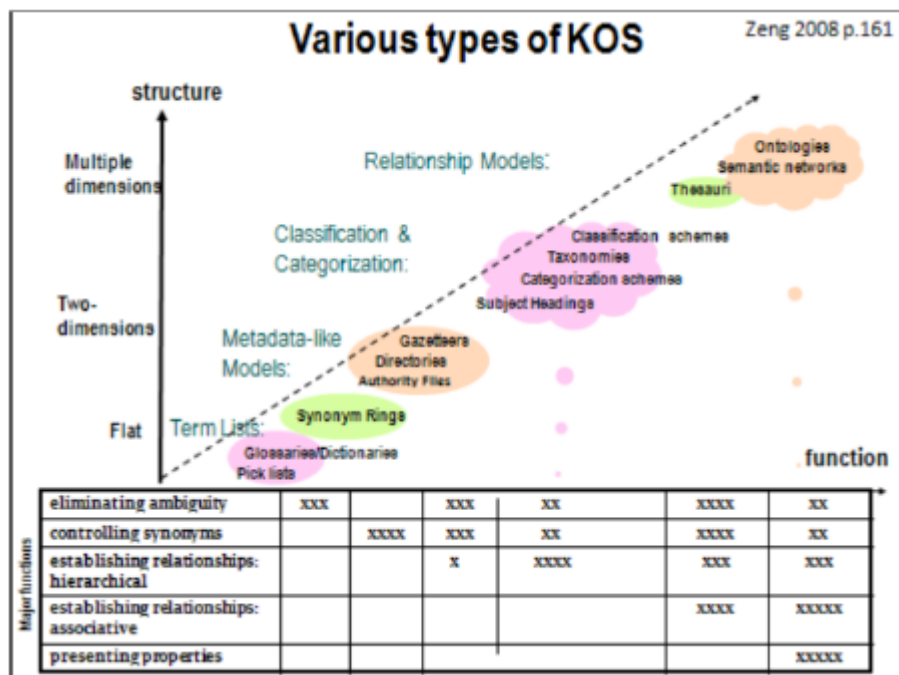 Various types of KOS
Zeng 2008 p.161
structure
Multiple
dimensions
Relationship Models:
Ontologies
Semantic networks
Thesauri
Classification &
Categorization:
Classification schemes
Taxonomies
Categorization schemes
Subject Headings
Two-
dimensions
Metadata-like
Models:
Gazetteers
Directories
Authority Files
Flat
Term Lists:
Synonym Rings
Glossaries/Dictionaries
Pick lists
function
Major functions
eliminating ambiguity xxx xxx xx xxxx xx
controlling synonyms xxxx xxx xx xxxx xx
establishing relationships:
hierarchical x xxxx xxx xxx
establishing relationships:
associative xxxx xxxxx
presenting properties xxxxx